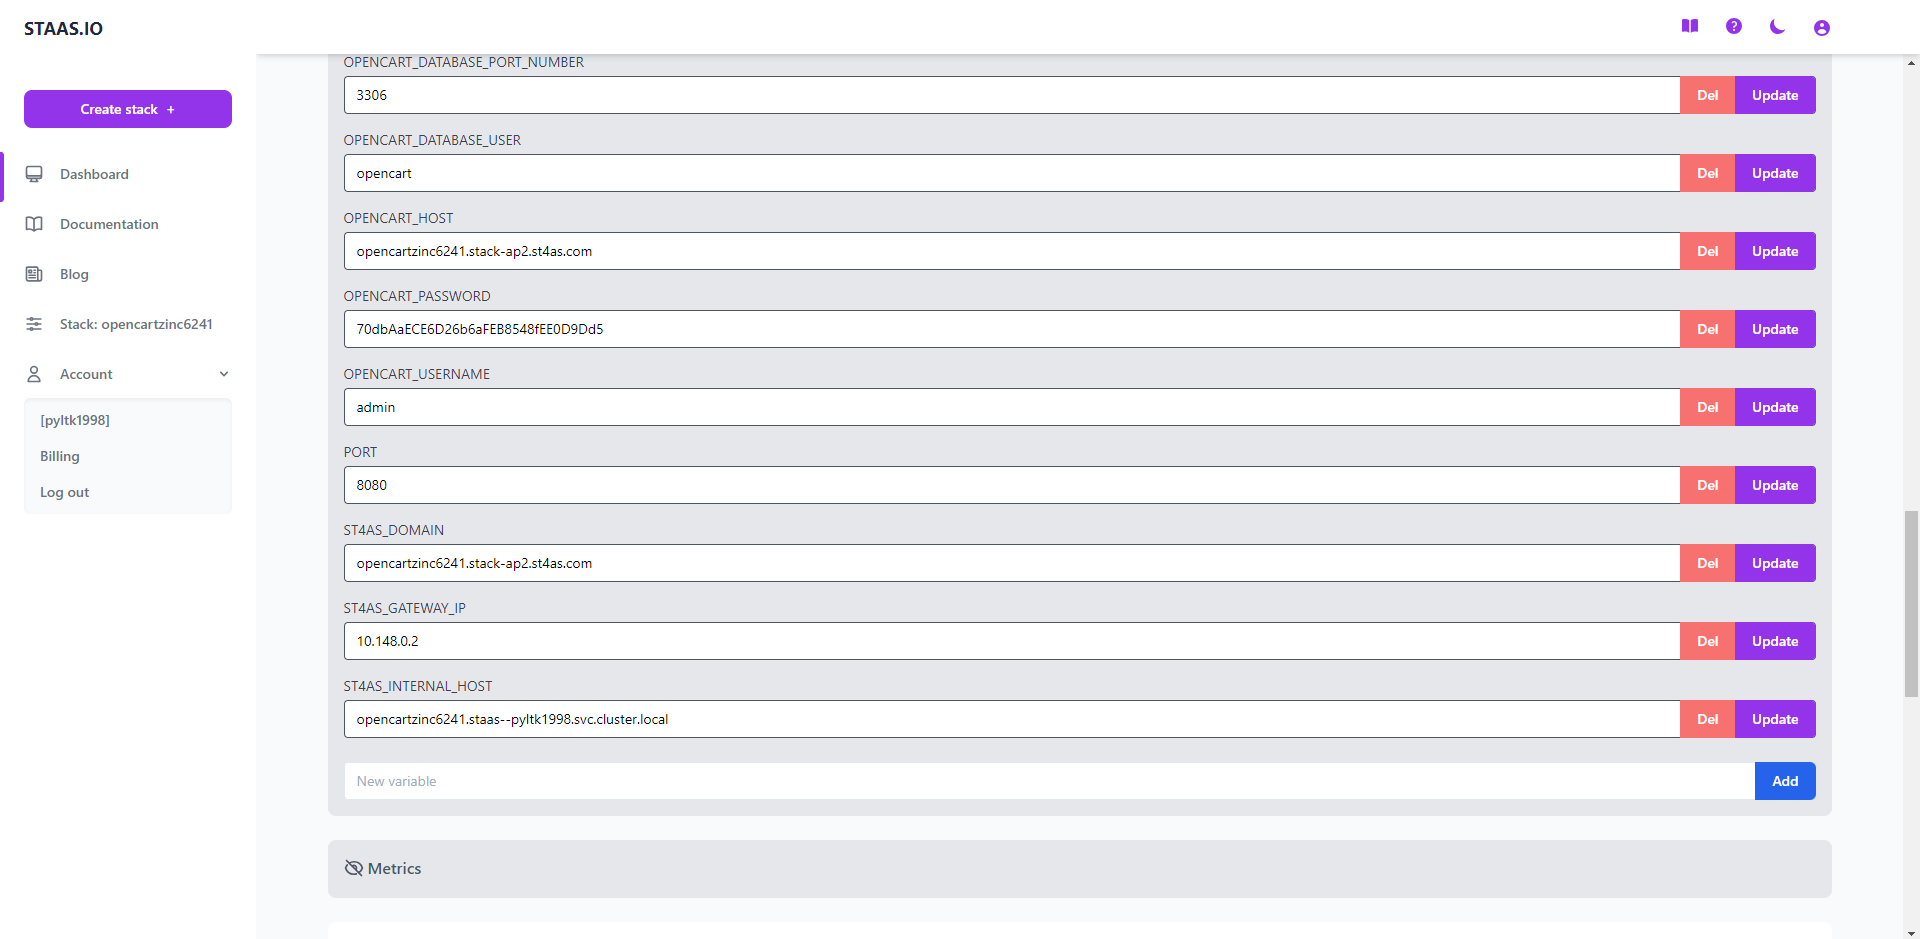 STAAS.IO
Create stack +
Dashboard
Documentation
Blog
Stack: opencartzinc6241
Account
[pyltk1998]
Billing
Log out
OPENCART_DATABASE_PORT_NUMBER
3306 Del Update
OPENCART_DATABASE_USER
opencart Del Update
OPENCART_HOST
opencartzinc6241.stack-ap2.st4as.com Del Update
OPENCART_PASSWORD
70dbAaECE6D26b6aFEB8548fEE0D9Dd5 Del Update
OPENCART_USERNAME
admin Del Update
PORT
8080 Del Update
ST4AS_DOMAIN
opencartzinc6241.stack-ap2.st4as.com Del Update
ST4AS_GATEWAY_IP
10.148.0.2 Del Update
ST4AS_INTERNAL_HOST
opencartzinc6241.staas--pyltk1998.svc.cluster.local Del Update
New variable Add
Metrics